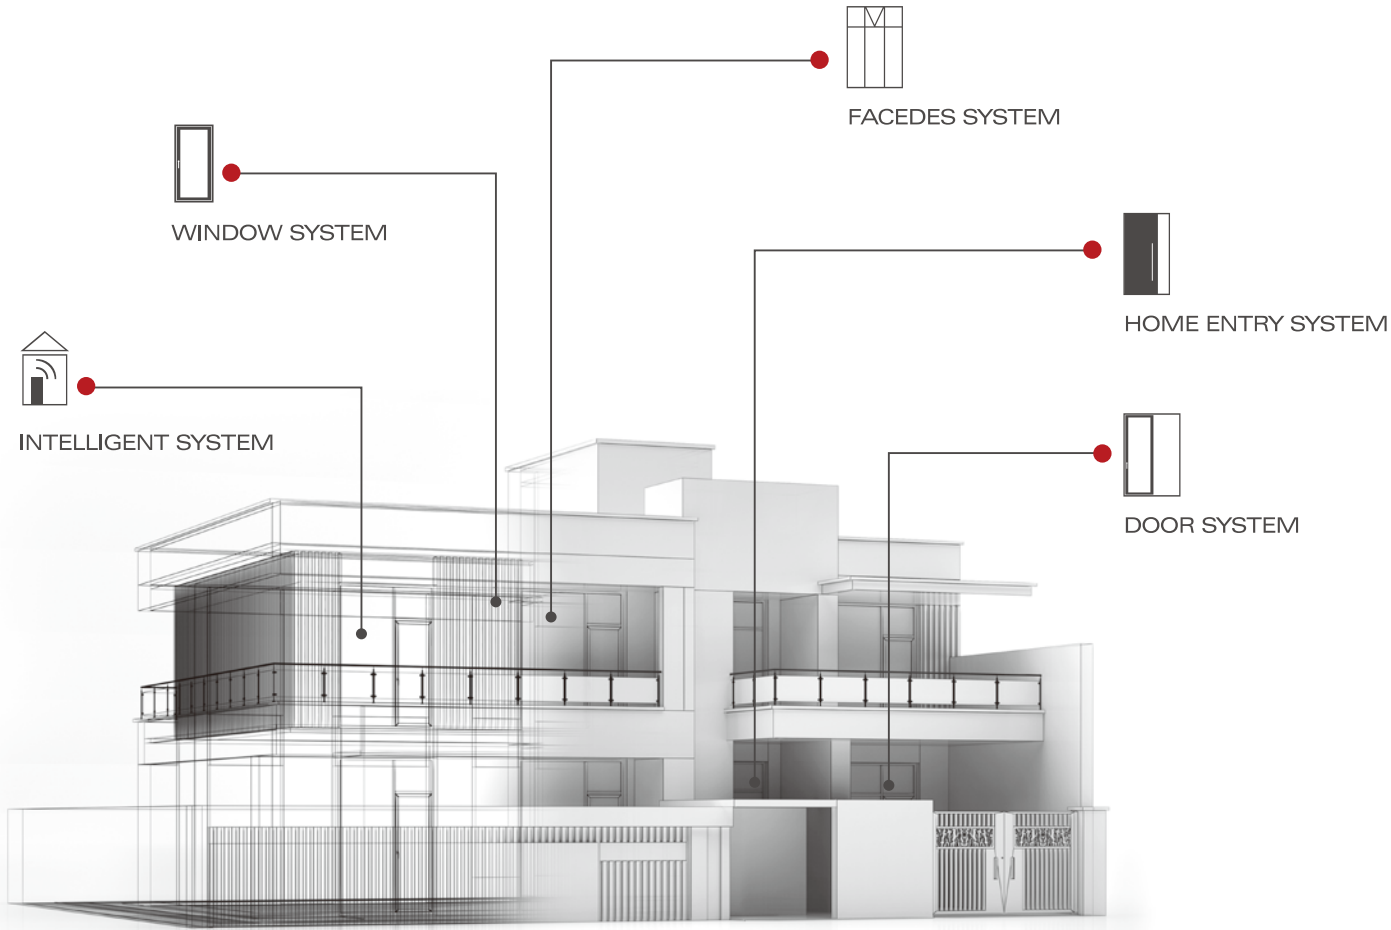 FACEDES SYSTEM
WINDOW SYSTEM
HOME ENTRY SYSTEM
INTELLIGENT SYSTEM
DOOR SYSTEM